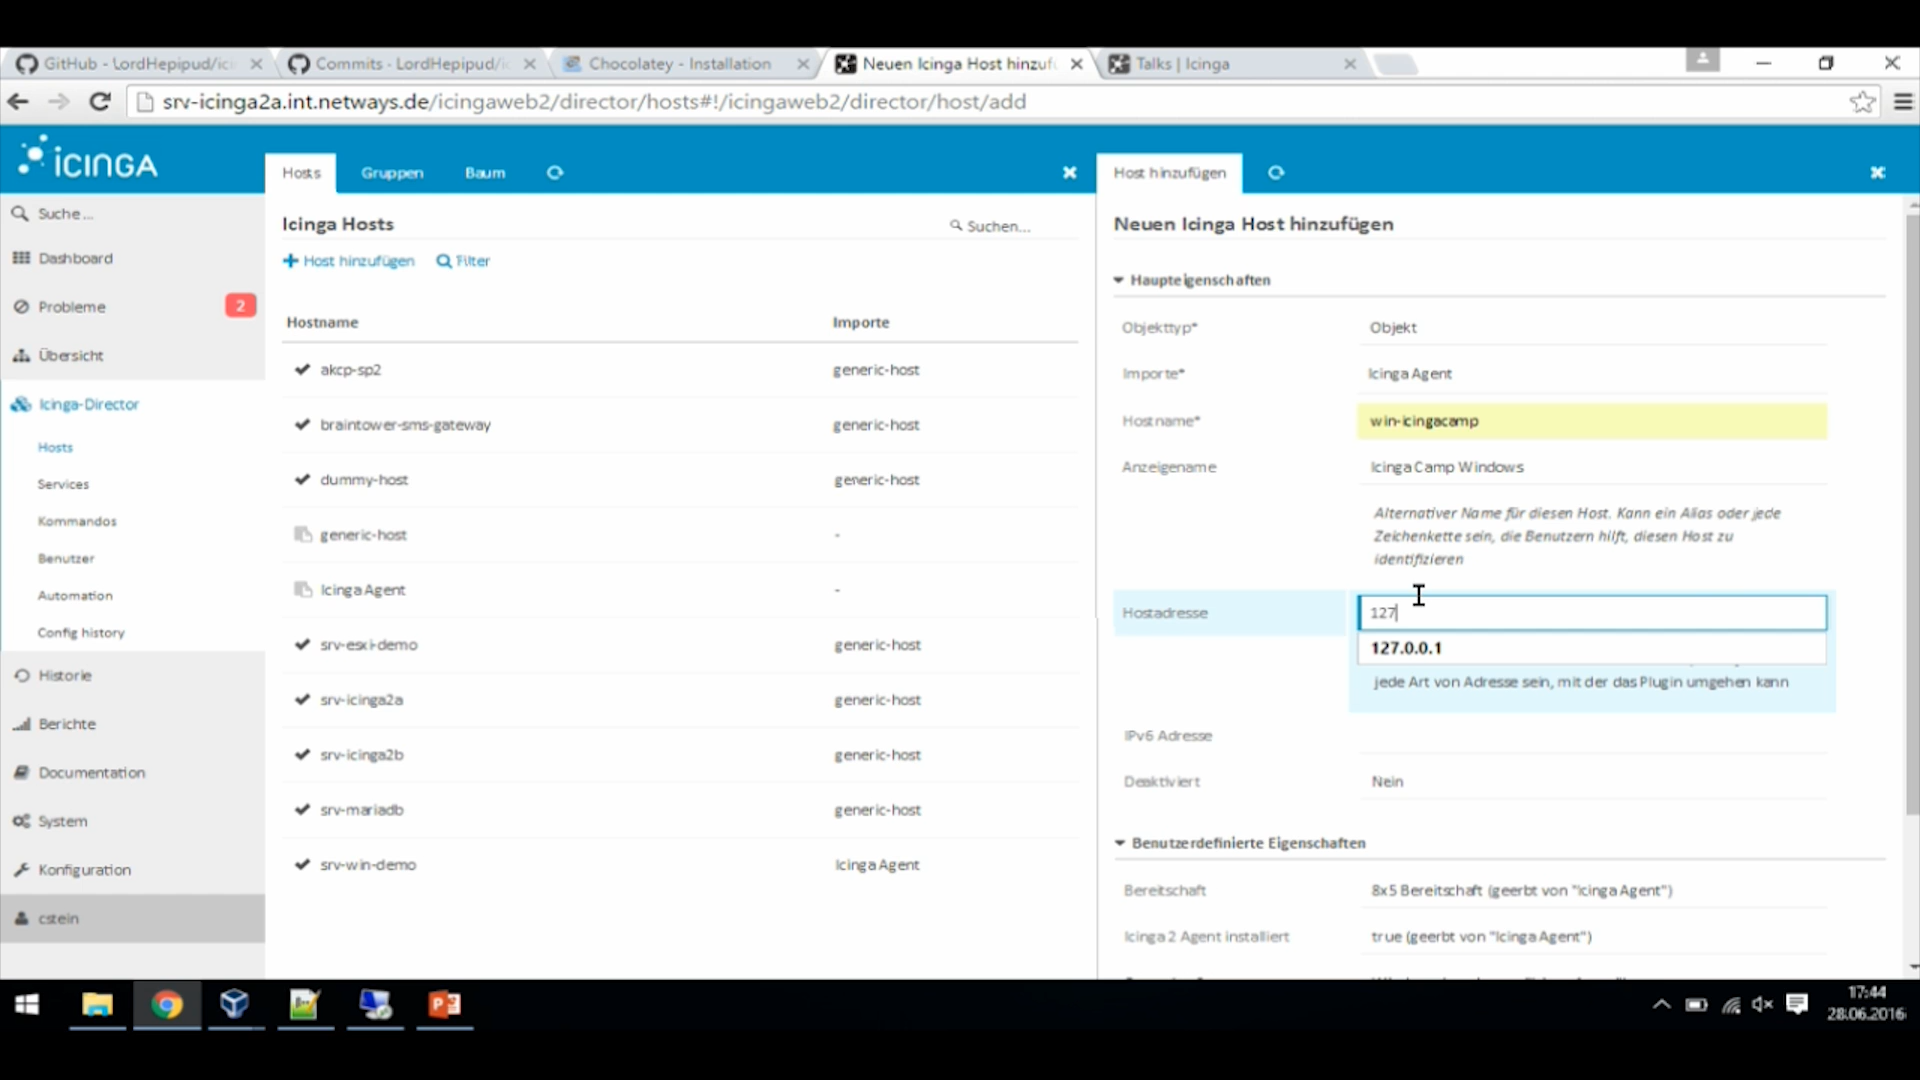 GitHub - LordHepipud/ici
Commits - LordHepipud/ic
Chocolatey - Installation
Neuen Icinga Host hinzuf
Talks | Icinga
srv-icinga2a.int.netways.de/icingaweb2/director/hosts#!/icingaweb2/director/host/add
ICINGA
Suche ...
Dashboard
Probleme
2
Übersicht
Icinga-Director
Hosts
Services
Kommandos
Benutzer
Automation
Config history
Historie
Berichte
Documentation
System
Konfiguration
cstein
Hosts
Gruppen
Baum
Icinga Hosts
Suchen...
Host hinzufügen
Filter
Hostname
Importe
akcp-sp2
generic-host
braintower-sms-gateway
generic-host
dummy-host
generic-host
generic-host
-
Icinga Agent
-
srv-esxi-demo
generic-host
srv-icinga2a
generic-host
srv-icinga2b
generic-host
srv-mariadb
generic-host
srv-win-demo
Icinga Agent
Host hinzufügen
Neuen Icinga Host hinzufügen
Haupteigenschaften
Objekttyp*
Objekt
Importe*
Icinga Agent
Hostname*
win-icingacamp
Anzeigename
Icinga Camp Windows
Alternativer Name für diesen Host. Kann ein Alias oder jede
Zeichenkette sein, die Benutzern hilft, diesen Host zu
identifizieren
Hostadresse
127
127.0.0.1
jede Art von Adresse sein, mit der das Plugin umgehen kann
IPv6 Adresse
Deaktiviert
Nein
Benutzerdefinierte Eigenschaften
Bereitschaft
8x5 Bereitschaft (geerbt von "Icinga Agent")
Icinga 2 Agent installiert
true (geerbt von "Icinga Agent")
17:44
28.06.2016